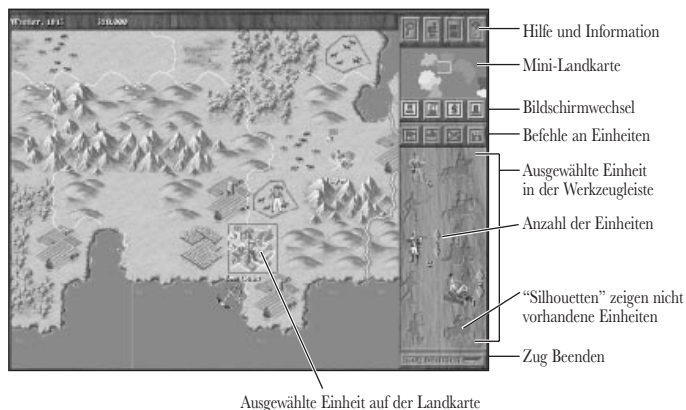 Hilfe und Information
Mini-Landkarte
Bildschirmwechsel
Befehle an Einheiten
Ausgewählte Einheit
in der Werkzeugleiste
Anzahl der Einheiten
“Silhouetten” zeigen nicht
vorhandene Einheiten
Zug Beenden
Ausgewählte Einheit auf der Landkarte